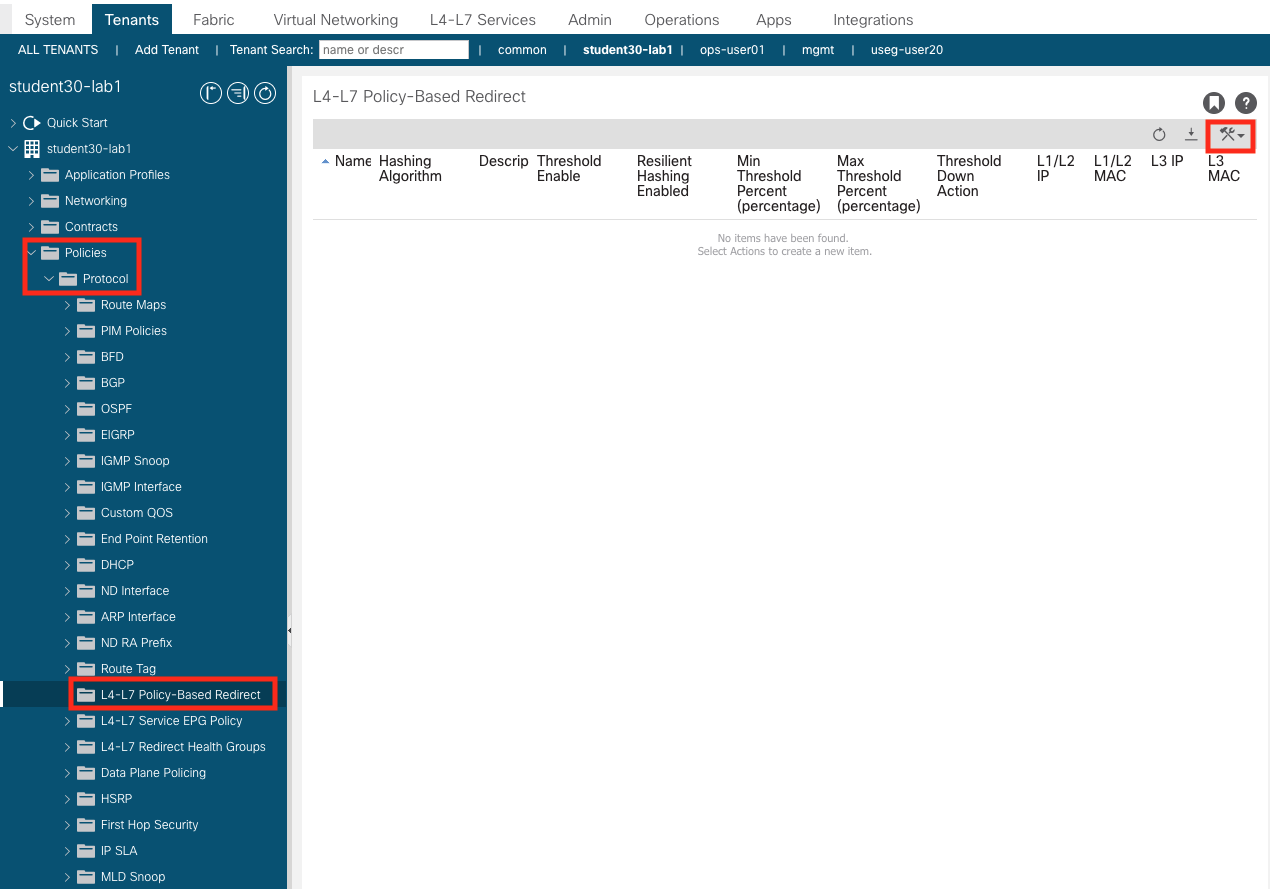 System Tenants Fabric Virtual Networking L4-L7 Services Admin Operations Apps Integrations
ALL TENANTS | Add Tenant | Tenant Search: name or descr | common | student30-lab1 | ops-user01 | mgmt | useg-user20
student30-lab1
Quick Start
student30-lab1
Application Profiles
Networking
Contracts
Policies
Protocol
Route Maps
PIM Policies
BFD
BGP
OSPF
EIGRP
IGMP Snoop
IGMP Interface
Custom QOS
End Point Retention
DHCP
ND Interface
ARP Interface
ND RA Prefix
Route Tag
L4-L7 Policy-Based Redirect
L4-L7 Service EPG Policy
L4-L7 Redirect Health Groups
Data Plane Policing
HSRP
First Hop Security
IP SLA
MLD Snoop
L4-L7 Policy-Based Redirect
Name Hashing Descrip Threshold Resilient Min Max Threshold L1/L2 L1/L2 L3 IP L3
Algorithm Enable Hashing Threshold Threshold Down IP MAC MAC
Enabled Percent Percent Action
(percentage) (percentage)
No items have been found.
Select Actions to create a new item.